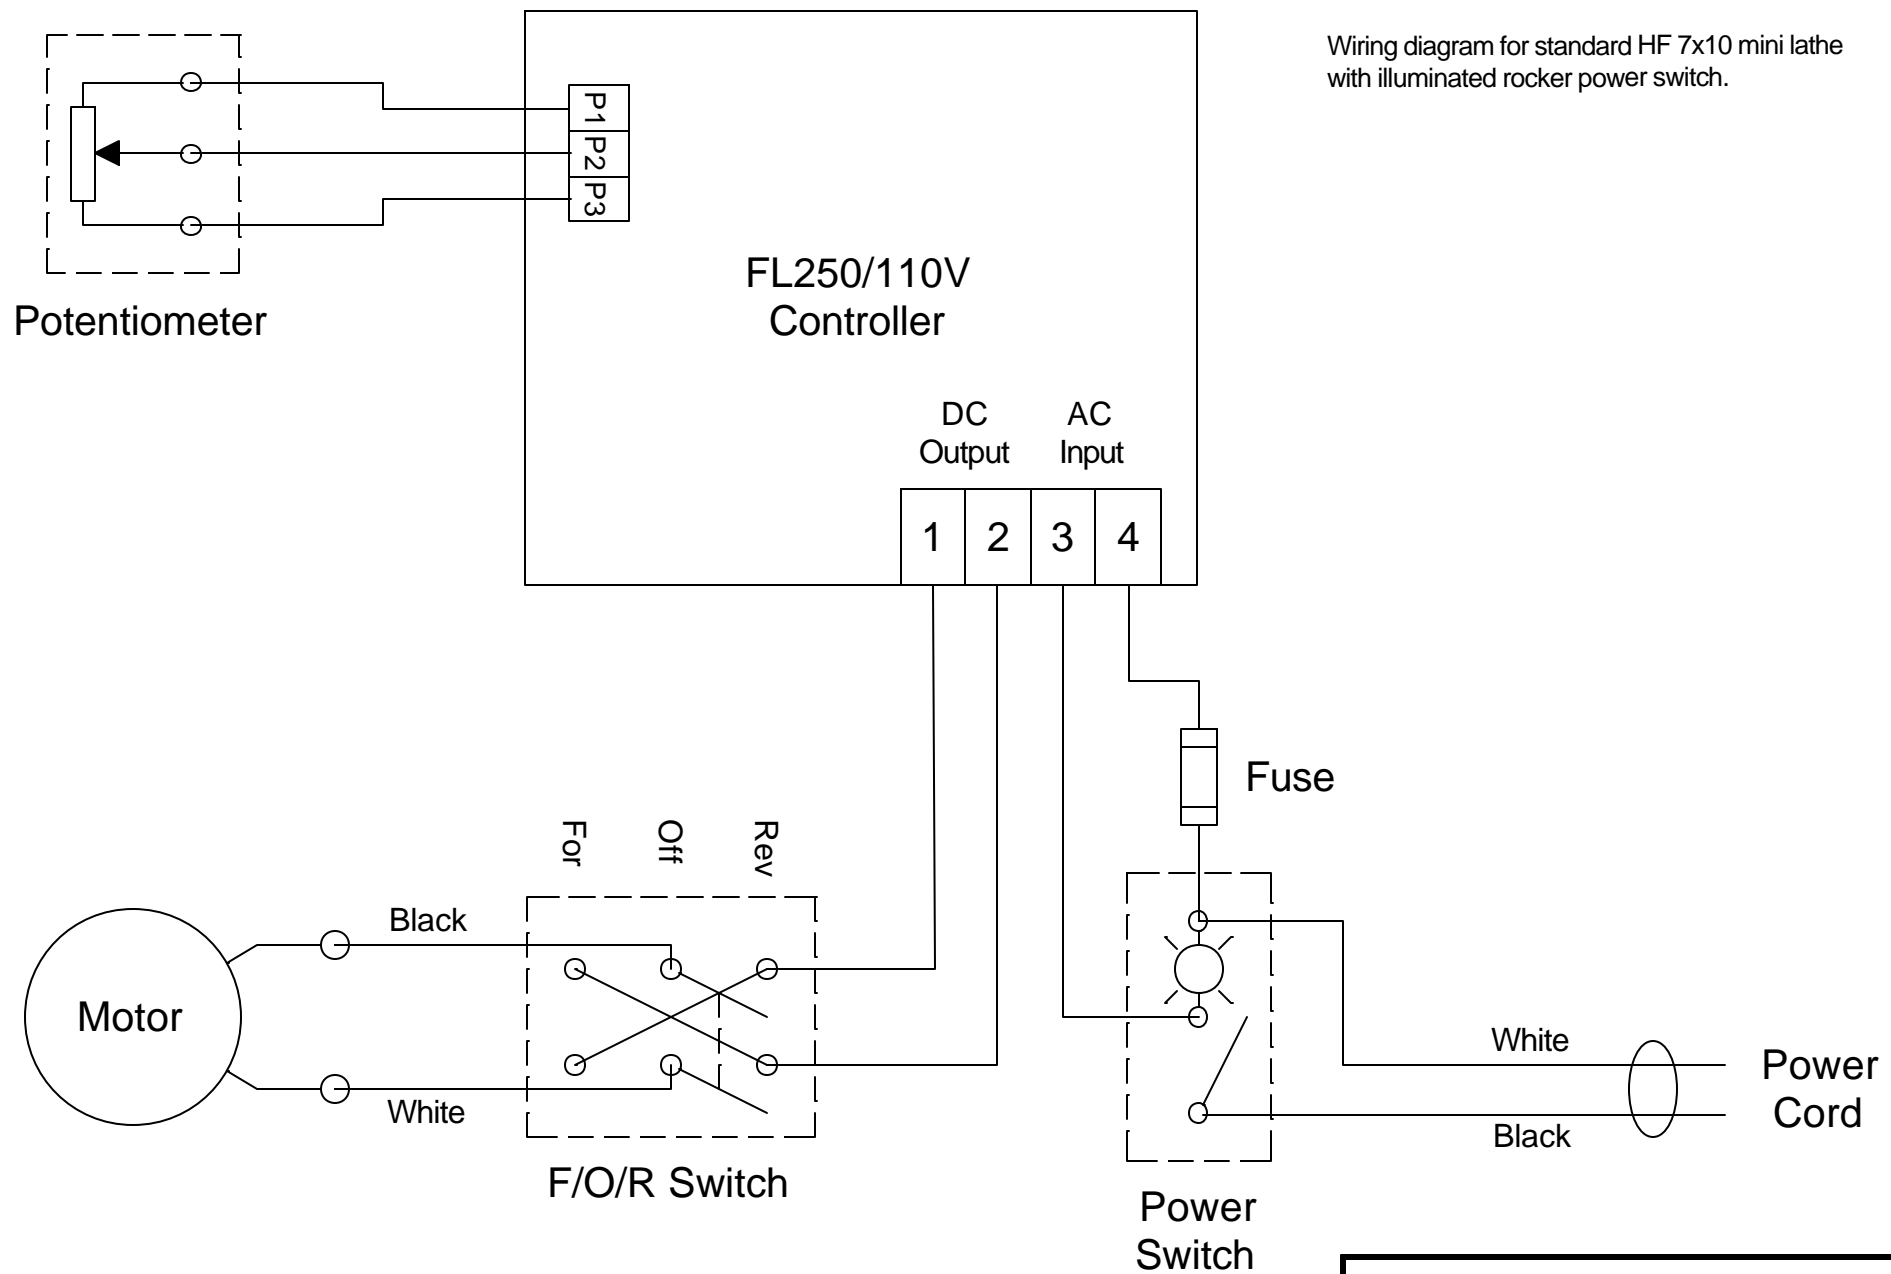 Wiring diagram for standard HF 7x10 mini lathe
with illuminated rocker power switch.
P1
P2
P3
Potentiometer
FL250/110V
Controller
DC
Output
AC
Input
1
2
3
4
Fuse
For
Off
Rev
Black
Motor
White
F/O/R Switch
White
Black
Power
Cord
Power
Switch